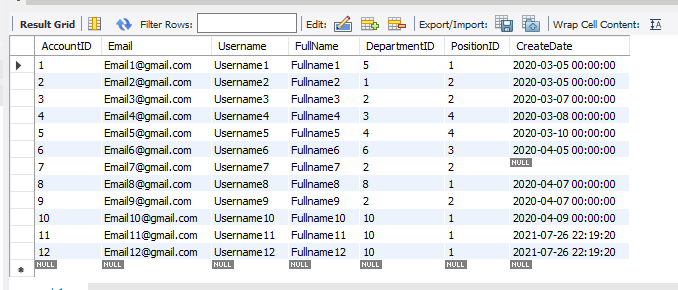 Result Grid Filter Rows: Edit: Export/Import: Wrap Cell Content: IA
AccountID Email Username FullName DepartmentID PositionID CreateDate
1 Email1@gmail.com Username1 Fullname1 5 1 2020-03-05 00:00:00
2 Email2@gmail.com Username2 Fullname2 1 2 2020-03-05 00:00:00
3 Email3@gmail.com Username3 Fullname3 2 2 2020-03-07 00:00:00
4 Email4@gmail.com Username4 Fullname4 3 4 2020-03-08 00:00:00
5 Email5@gmail.com Username5 Fullname5 4 4 2020-03-10 00:00:00
6 Email6@gmail.com Username6 Fullname6 6 3 2020-04-05 00:00:00
7 Email7@gmail.com Username7 Fullname7 2 2 NULL
8 Email8@gmail.com Username8 Fullname8 8 1 2020-04-07 00:00:00
9 Email9@gmail.com Username9 Fullname9 2 2 2020-04-07 00:00:00
10 Email10@gmail.com Username10 Fullname10 10 1 2020-04-09 00:00:00
11 Email11@gmail.com Username11 Fullname11 10 1 2021-07-26 22:19:20
12 Email12@gmail.com Username12 Fullname12 10 1 2021-07-26 22:19:20
NULL NULL NULL NULL NULL NULL NULL